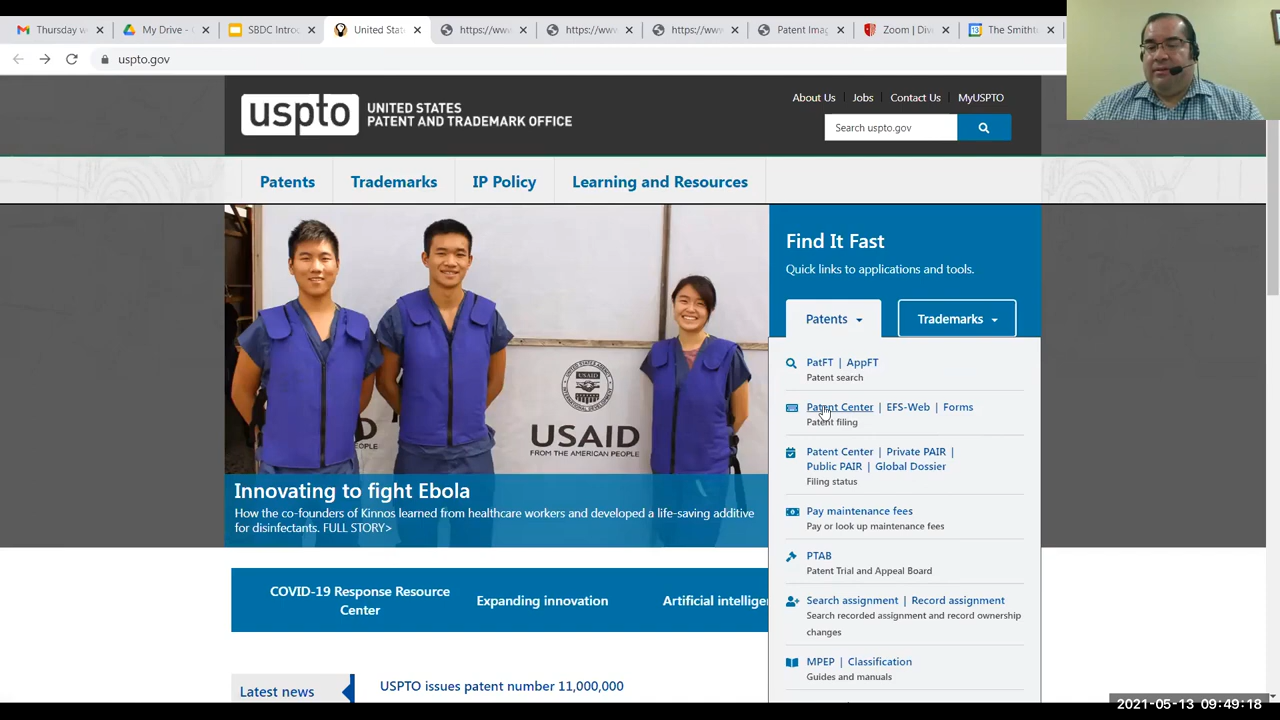 Thursday w
My Drive -
SBDC Introd
United Stat
https://www
https://www
https://www
Patent Imag
Zoom | Div
The Smitht
uspto.gov
uspto
UNITED STATES
PATENT AND TRADEMARK OFFICE
About Us
Jobs
Contact Us
MyUSPTO
Search uspto.gov
Patents
Trademarks
IP Policy
Learning and Resources
Find It Fast
Quick links to applications and tools.
Patents
Trademarks
PatFT | AppFT
Patent search
Patent Center | EFS-Web | Forms
Patent filing
Patent Center | Private PAIR |
Public PAIR | Global Dossier
Filing status
Pay maintenance fees
Pay or look up maintenance fees
PTAB
Patent Trial and Appeal Board
Search assignment | Record assignment
Search recorded assignment and record ownership
changes
MPEP | Classification
Guides and manuals
USAID
USAID
FROM THE AMERICAN PEOPLE
Innovating to fight Ebola
How the co-founders of Kinnos learned from healthcare workers and developed a life-saving additive
for disinfectants. FULL STORY>
COVID-19 Response Resource
Center
Expanding innovation
Artificial intelliger
Latest news
USPTO issues patent number 11,000,000
2021-05-13 09:49:18